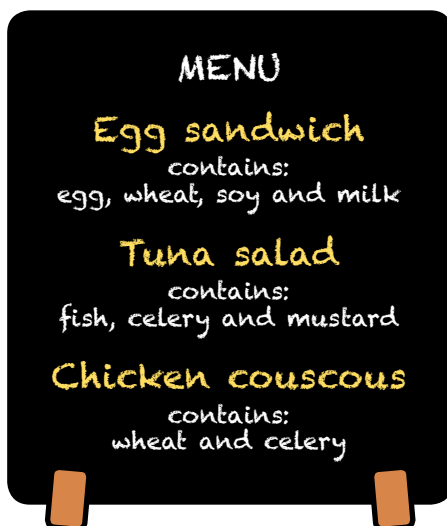 MENU
Egg sandwich
contains:
egg, wheat, soy and milk
Tuna salad
contains:
fish, celery and mustard
Chicken couscous
contains:
wheat and celery